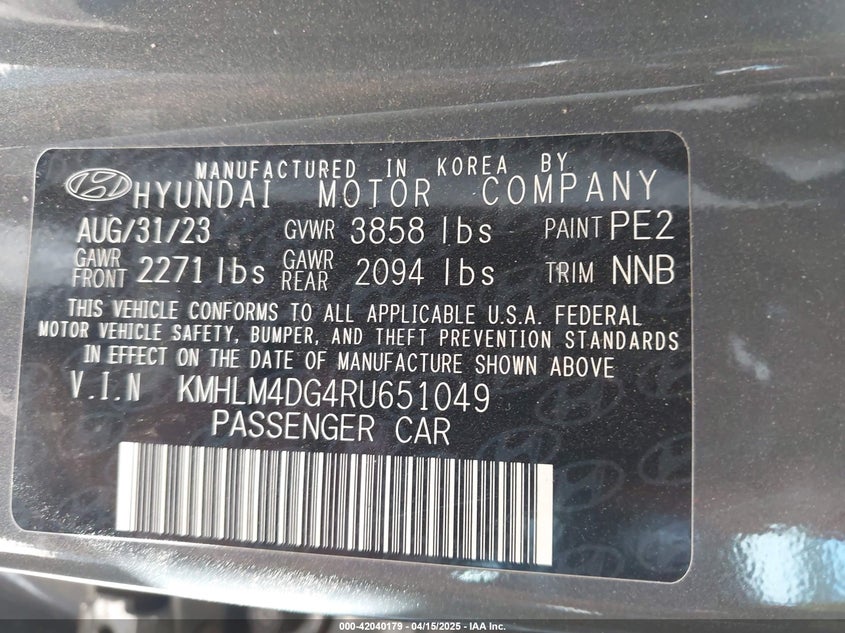 MANUFACTURED IN KOREA BY
HYUNDAI MOTOR COMPANY
AUG/31/23 GVWR 3858 lbs PAINT PE2
GAWR FRONT 2271 lbs GAWR REAR 2094 lbs TRIM NNB
THIS VEHICLE CONFORMS TO ALL APPLICABLE U.S.A. FEDERAL
MOTOR VEHICLE SAFETY, BUMPER, AND THEFT PREVENTION STANDARDS
IN EFFECT ON THE DATE OF MANUFACTURE SHOWN ABOVE
V.I.N KMHLM4DG4RU651049
PASSENGER CAR
000-42040179 - 04/15/2025 - IAA Inc.